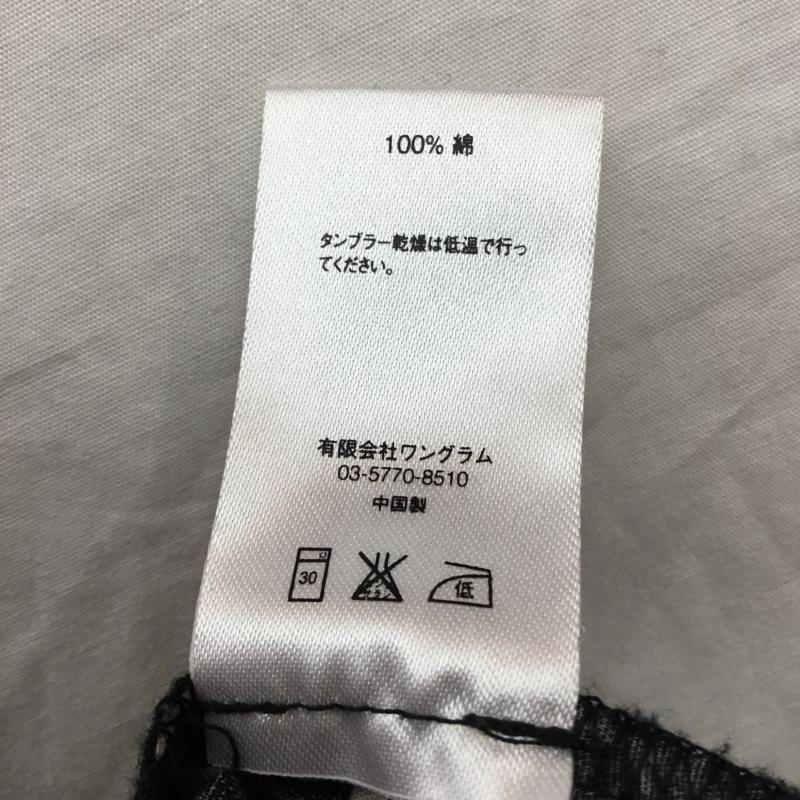 100% 綿
タンブラー乾燥は低温で行っ
てください。
有限会社ワングラム
03-5770-8510
中国製
30
低